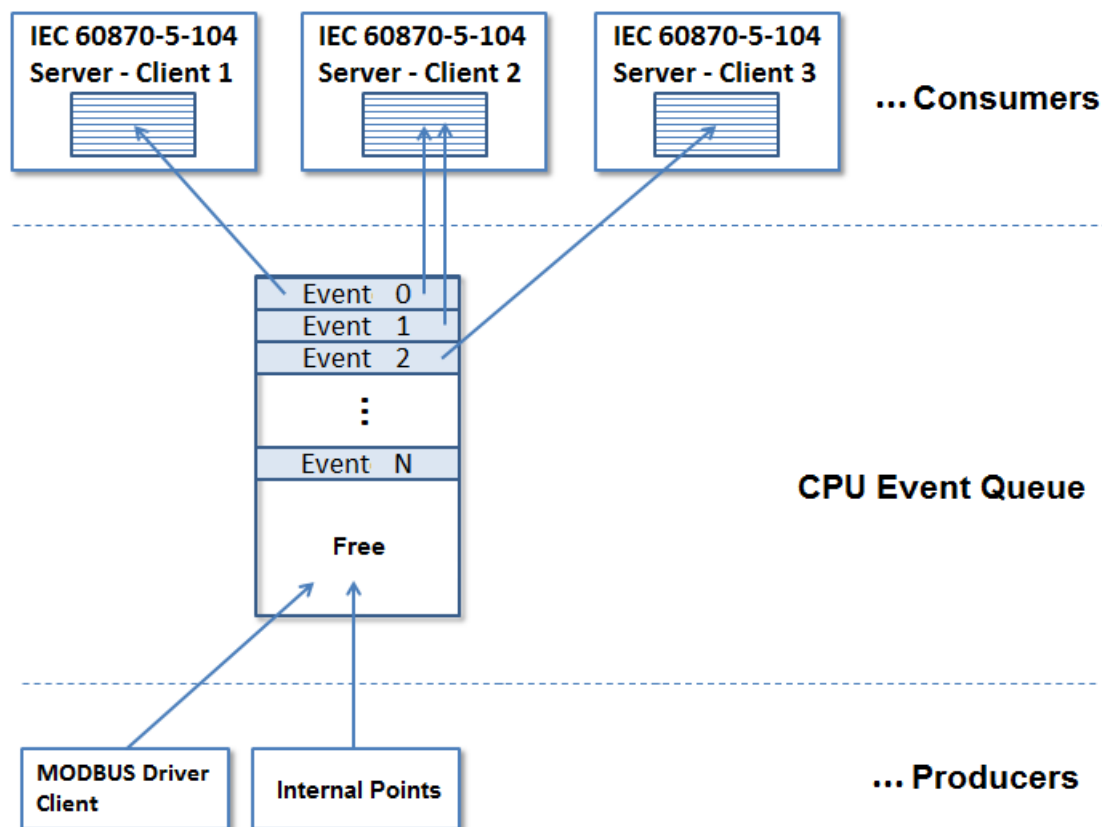 IEC 60870-5-104
Server - Client 1
IEC 60870-5-104
Server - Client 2
IEC 60870-5-104
Server - Client 3
... Consumers
Event 0
Event 1
Event 2
⋮
Event N
CPU Event Queue
Free
MODBUS Driver
Client
Internal Points
... Producers